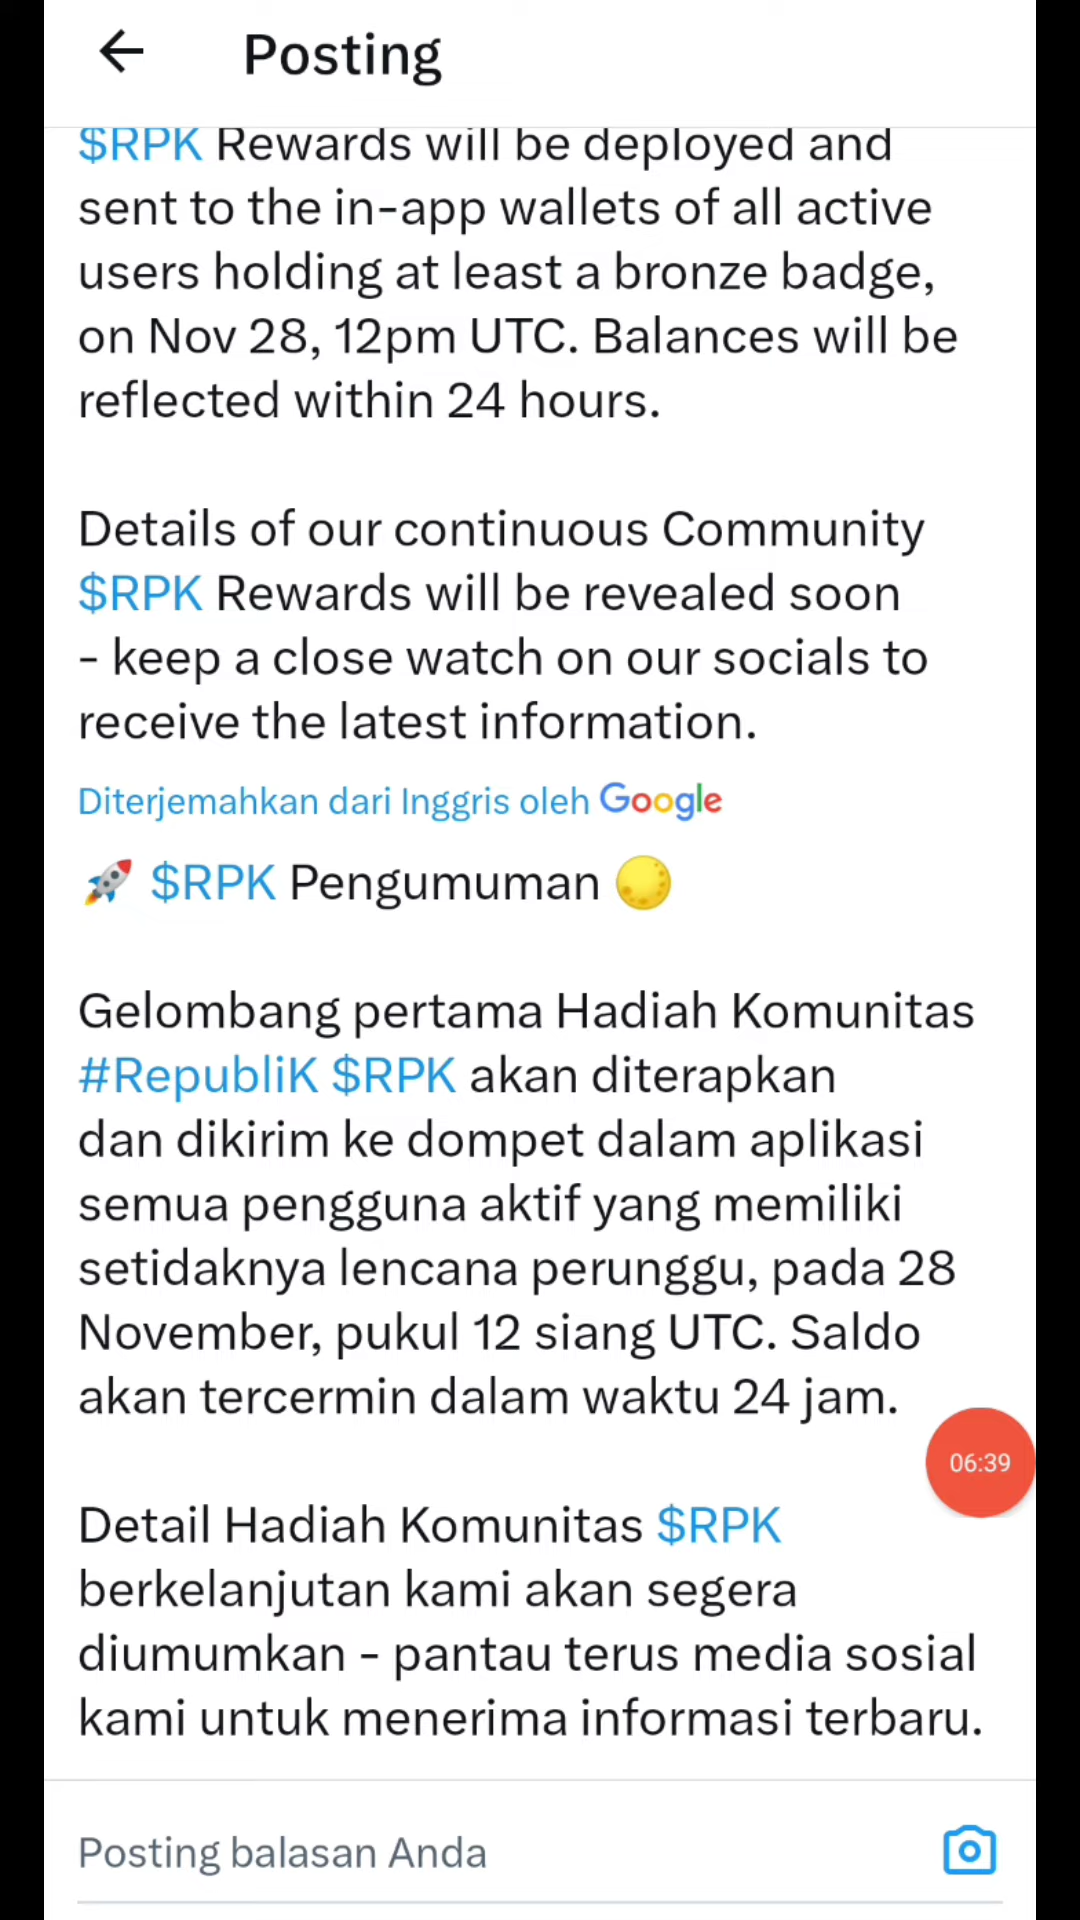 Posting
$RPK Rewards will be deployed and
sent to the in-app wallets of all active
users holding at least a bronze badge,
on Nov 28, 12pm UTC. Balances will be
reflected within 24 hours.
Details of our continuous Community
$RPK Rewards will be revealed soon
- keep a close watch on our socials to
receive the latest information.
Diterjemahkan dari Inggris oleh Google
🚀 $RPK Pengumuman 🌕
Gelombang pertama Hadiah Komunitas
#RepubliK $RPK akan diterapkan
dan dikirim ke dompet dalam aplikasi
semua pengguna aktif yang memiliki
setidaknya lencana perunggu, pada 28
November, pukul 12 siang UTC. Saldo
akan tercermin dalam waktu 24 jam.
06:39
Detail Hadiah Komunitas $RPK
berkelanjutan kami akan segera
diumumkan - pantau terus media sosial
kami untuk menerima informasi terbaru.
Posting balasan Anda